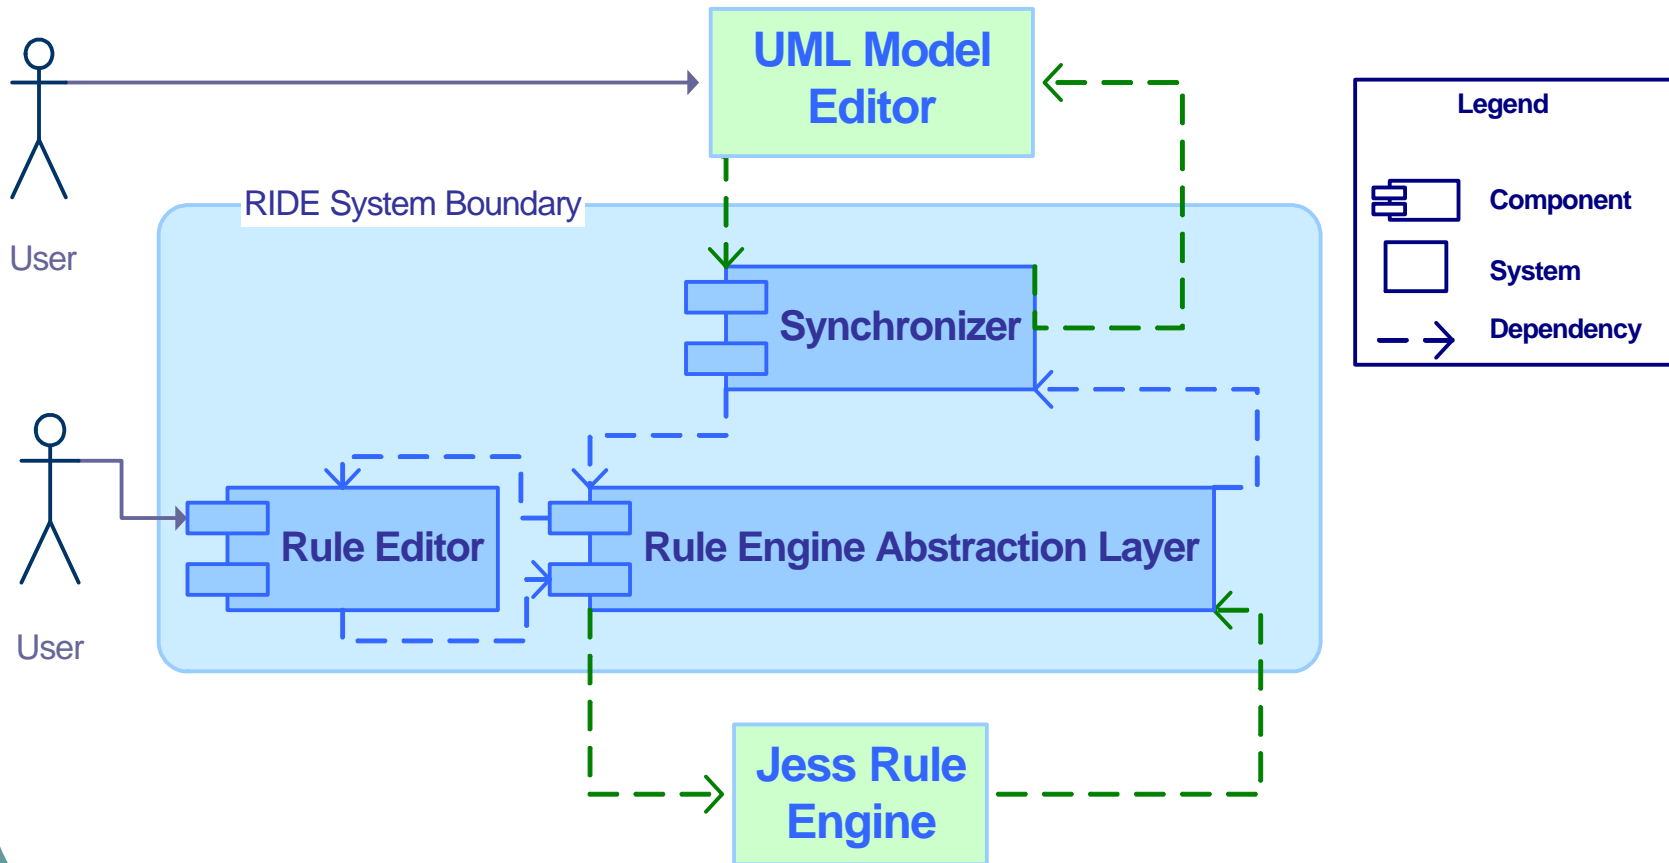 UML Model
Editor
Legend
Component
System
Dependency
RIDE System Boundary
User
Synchronizer
Rule Editor
Rule Engine Abstraction Layer
User
Jess Rule
Engine